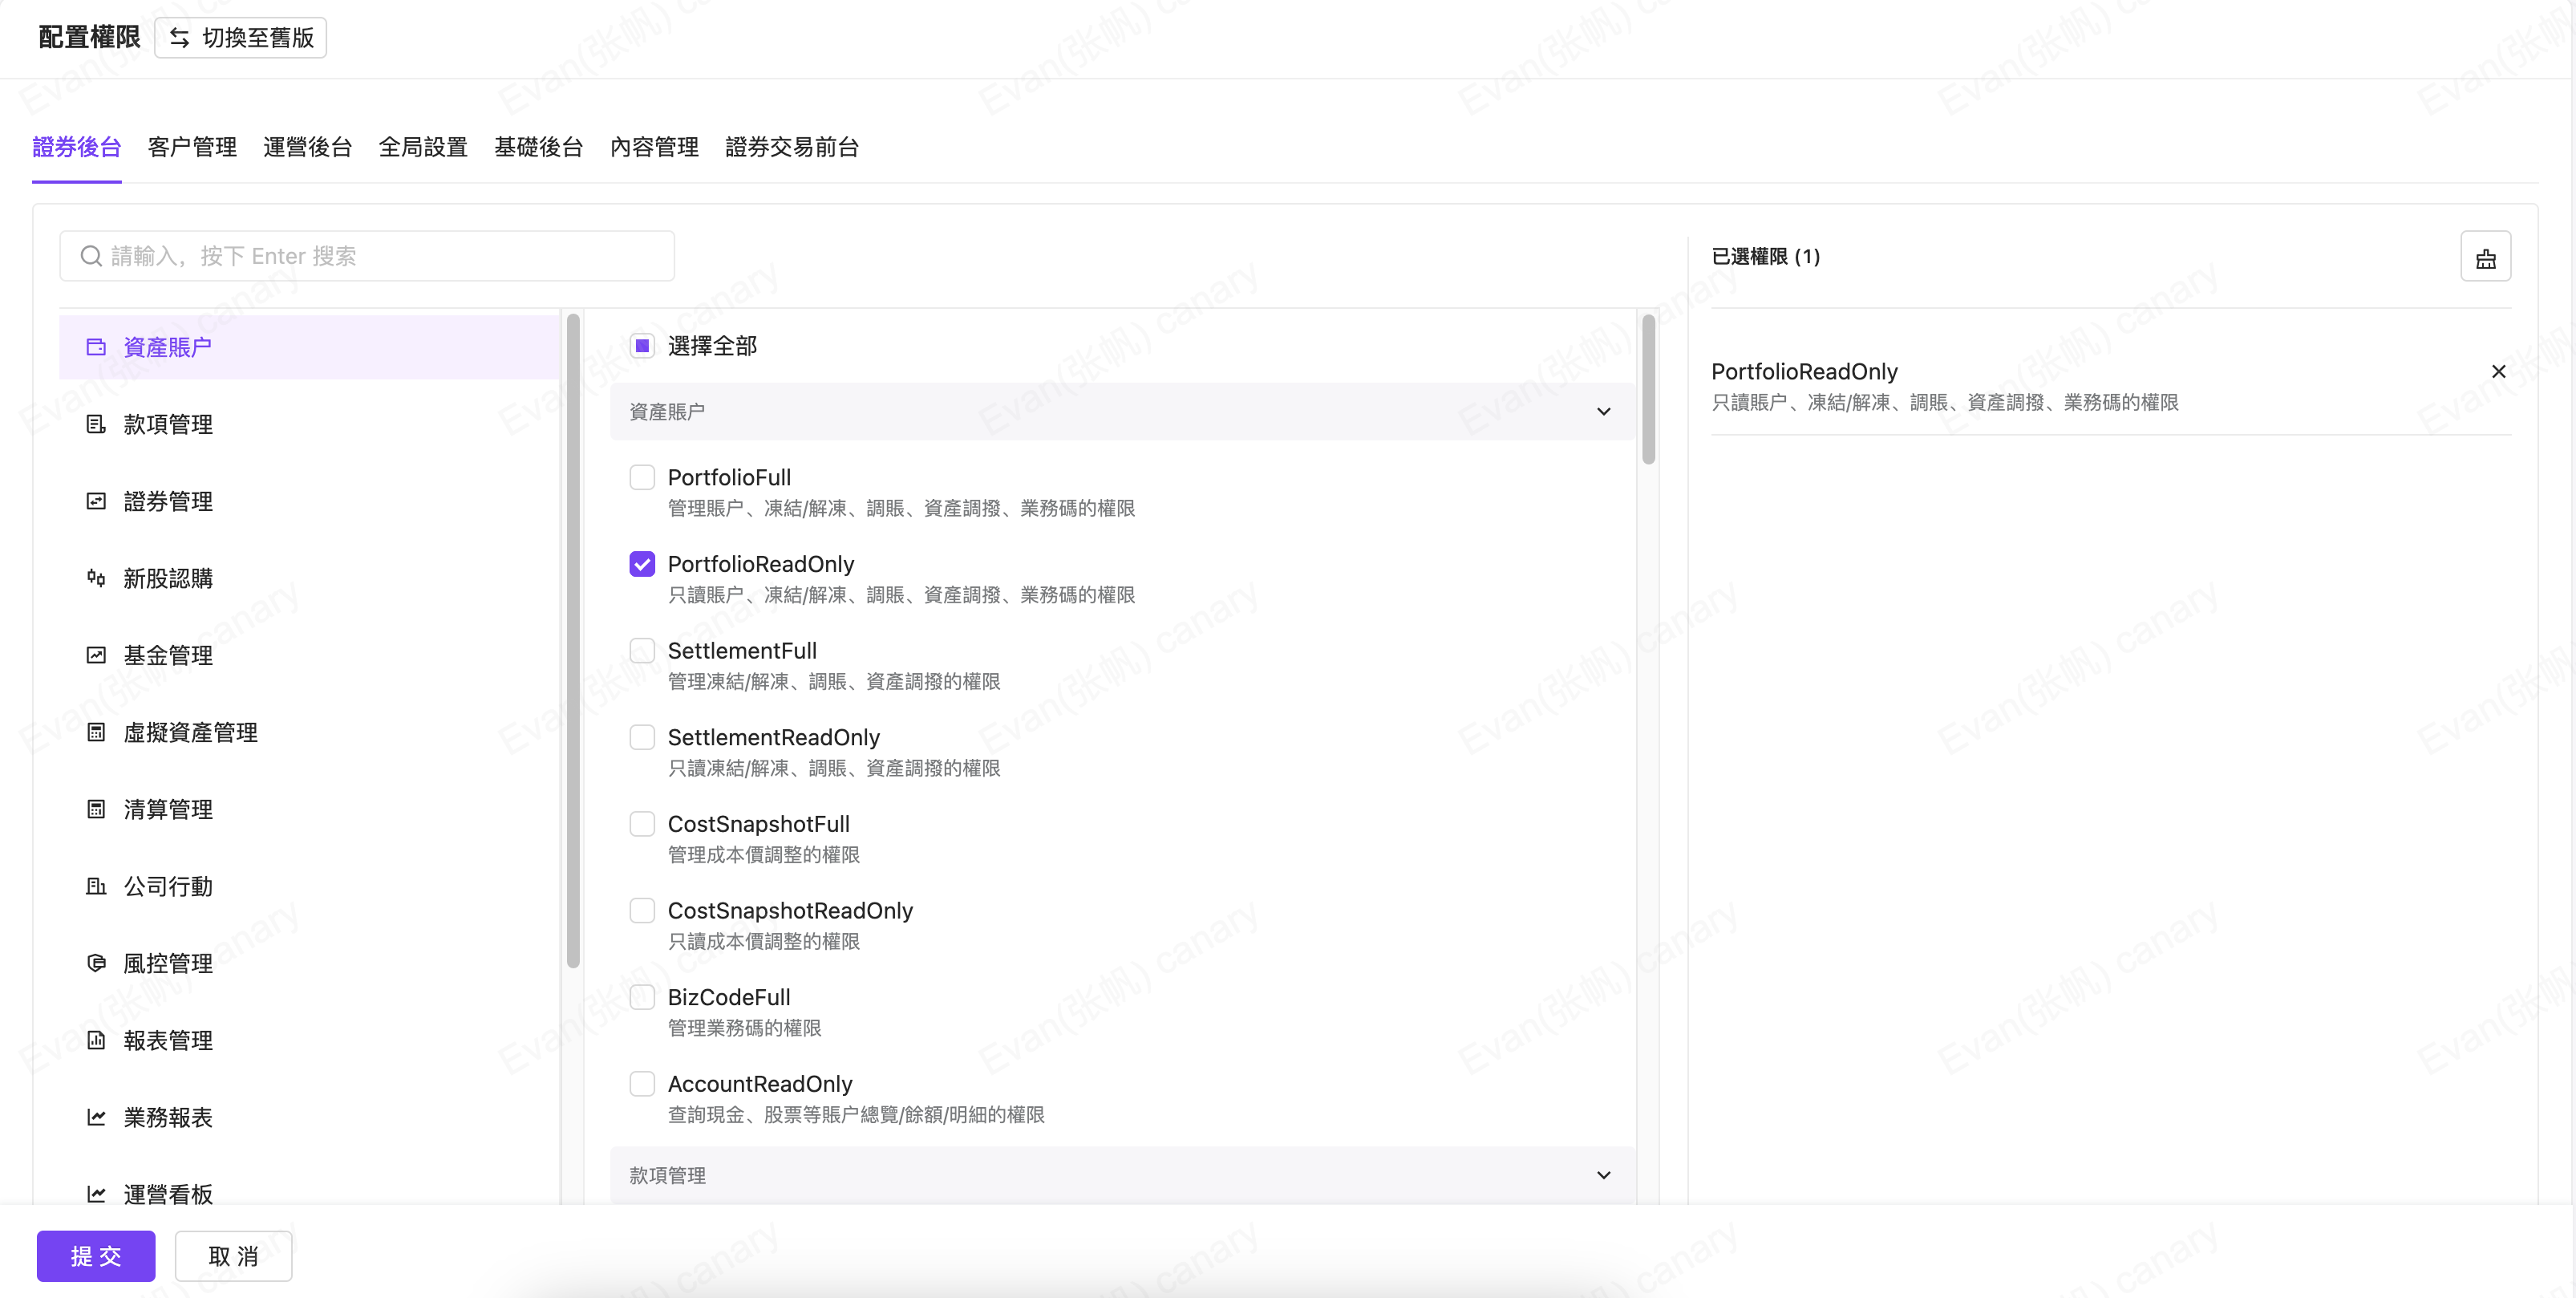 配置權限
切換至舊版
證券後台 客户管理 運營後台 全局設置 基礎後台 內容管理 證券交易前台
請輸入，按下 Enter 搜索
資產賬户
款項管理
證券管理
新股認購
基金管理
虛擬資產管理
清算管理
公司行動
風控管理
報表管理
業務報表
運營看板
選擇全部
資產賬户
PortfolioFull
管理賬户、凍結/解凍、調賬、資產調撥、業務碼的權限
PortfolioReadOnly
只讀賬户、凍結/解凍、調賬、資產調撥、業務碼的權限
SettlementFull
管理凍結/解凍、調賬、資產調撥的權限
SettlementReadOnly
只讀凍結/解凍、調賬、資產調撥的權限
CostSnapshotFull
管理成本價調整的權限
CostSnapshotReadOnly
只讀成本價調整的權限
BizCodeFull
管理業務碼的權限
AccountReadOnly
查詢現金、股票等賬户總覽/餘額/明細的權限
款項管理
已選權限 (1)
PortfolioReadOnly
只讀賬户、凍結/解凍、調賬、資產調撥、業務碼的權限
提交
取消
Evan(张帆) canary